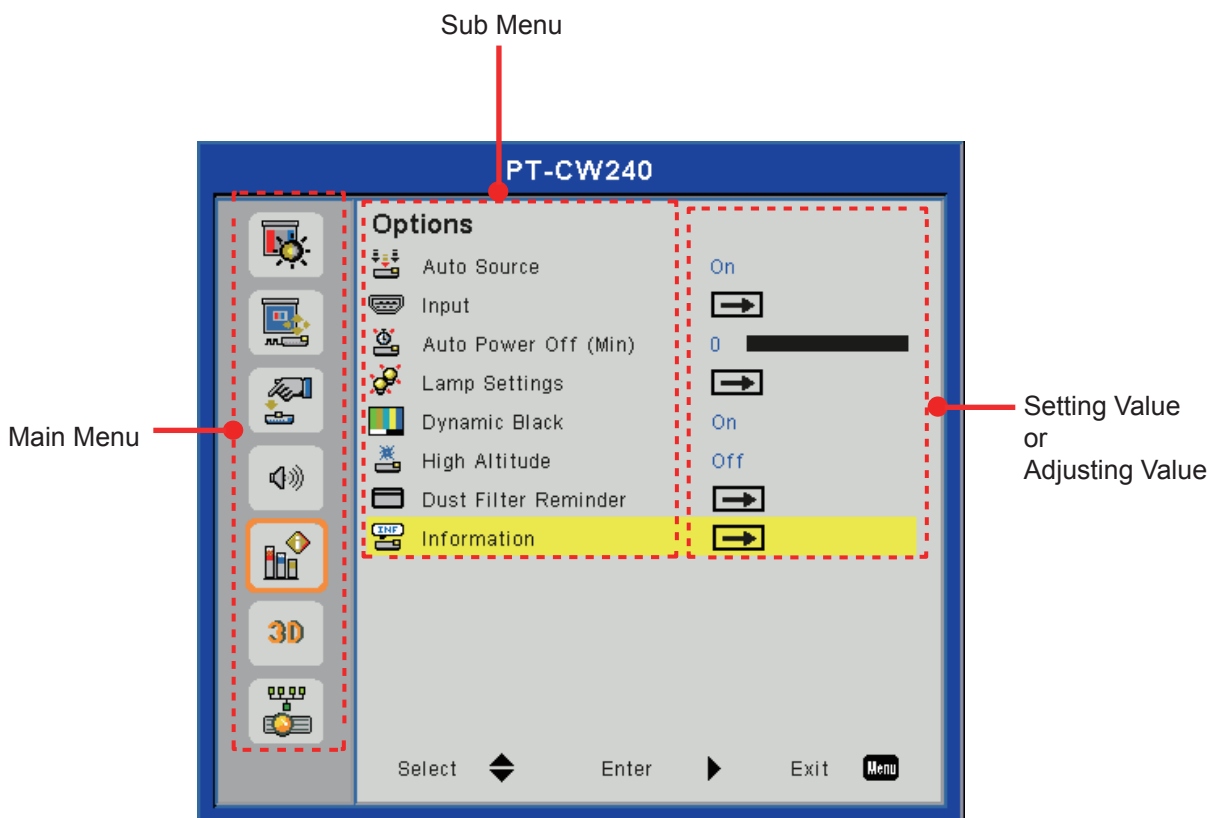 Sub Menu
PT-CW240
Options
Auto Source On
Input
Auto Power Off (Min) 0
Lamp Settings
Dynamic Black On
High Altitude Off
Dust Filter Reminder
INF Information
3D
Main Menu
Setting Value
or
Adjusting Value
Select Enter Exit Menu